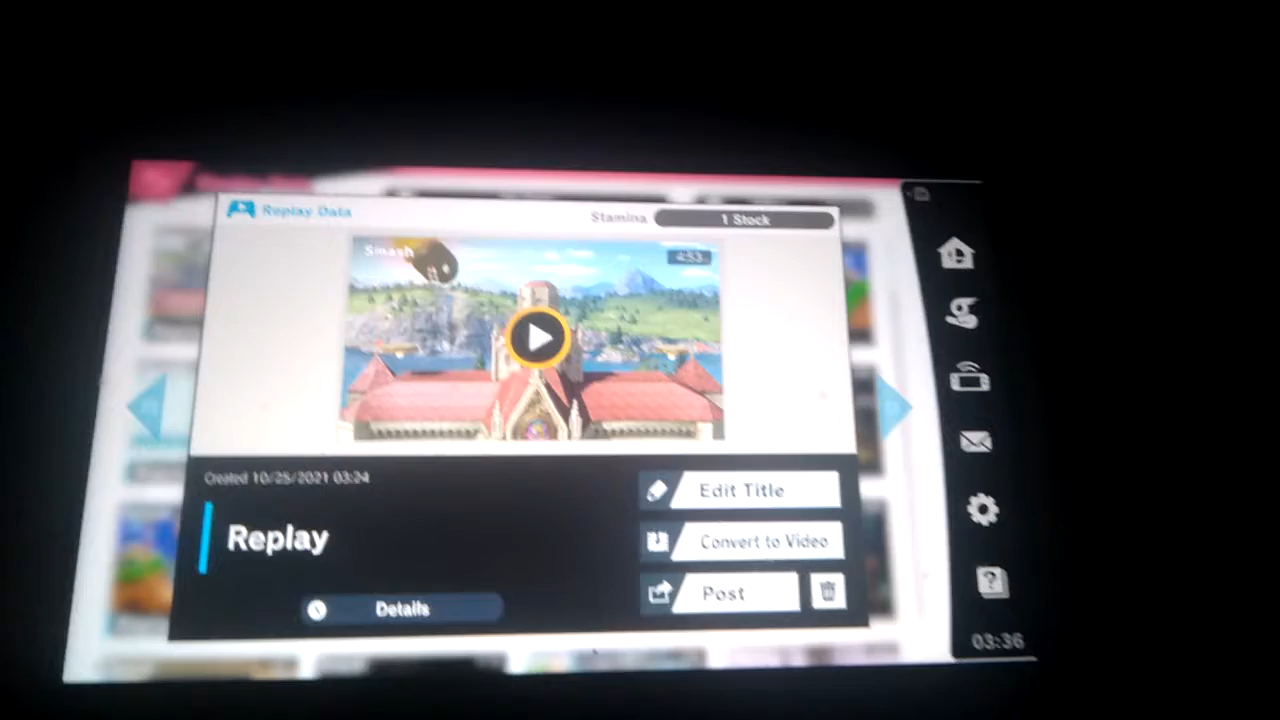 Replay Data
Stamina 1 Stock
Smash
4:53
Created 10/25/2021 03:24
Replay
Edit Title
Convert to Video
Post
Details
03:36